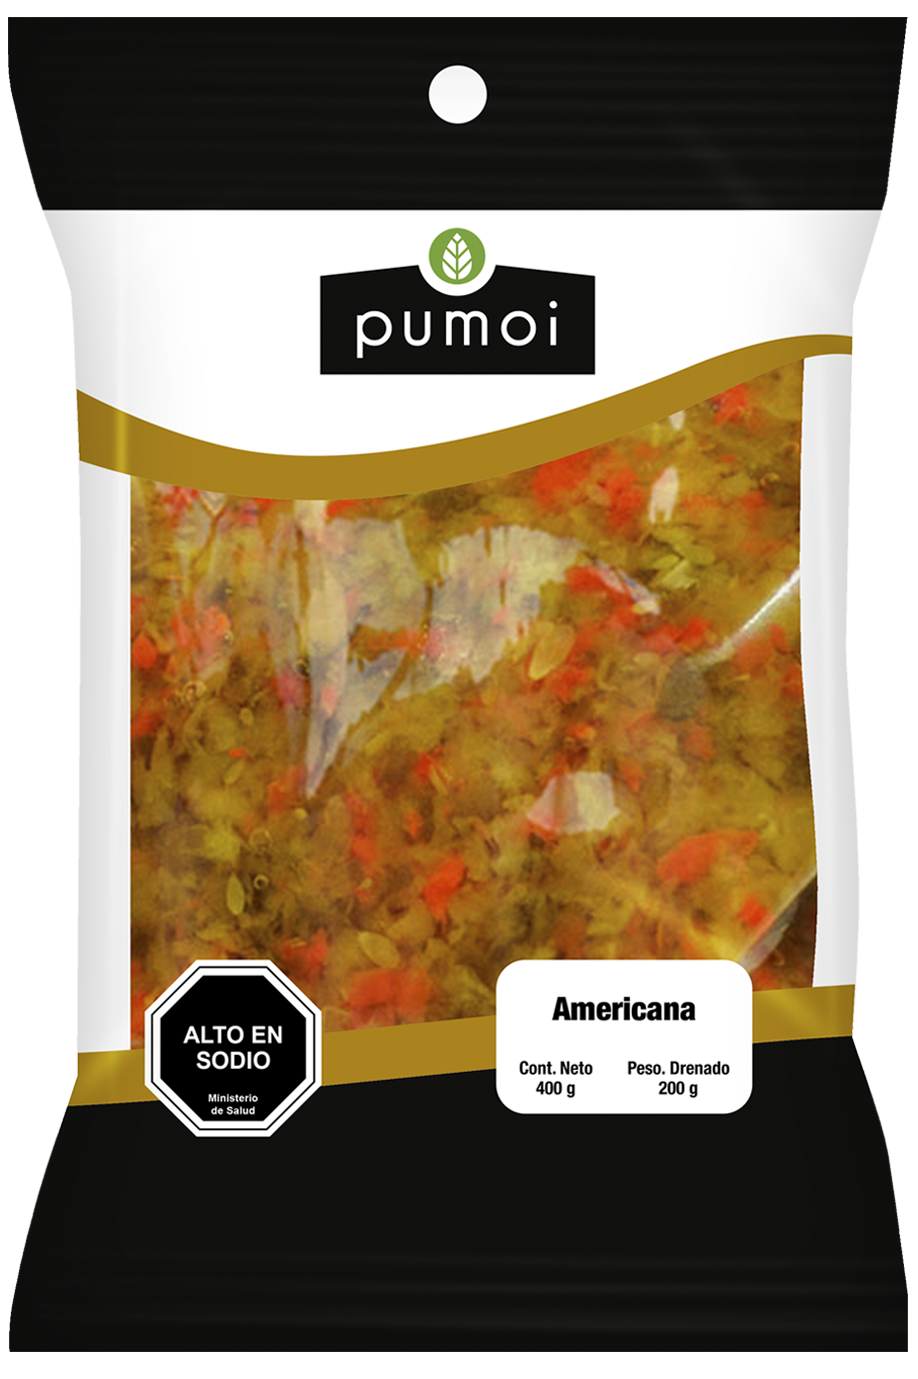 pumoi
ALTO EN
SODIO
Ministerio
de Salud
Americana
Cont. Neto
400 g
Peso. Drenado
200 g